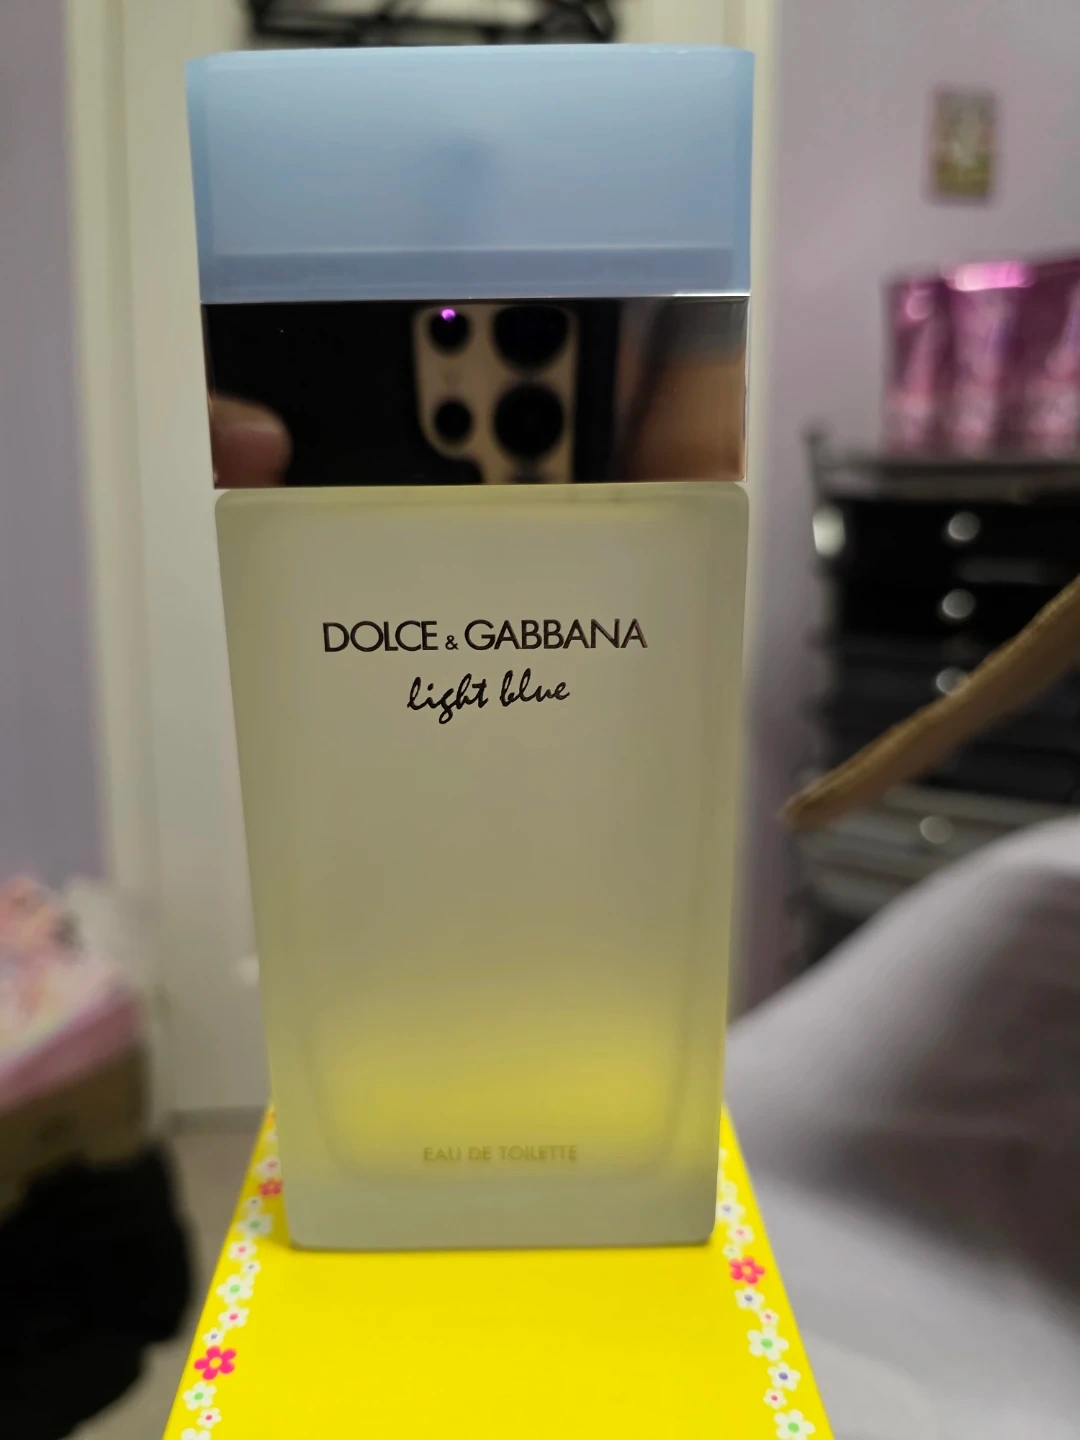 DOLCE & GABBANA
light blue
EAU DE TOILETTE